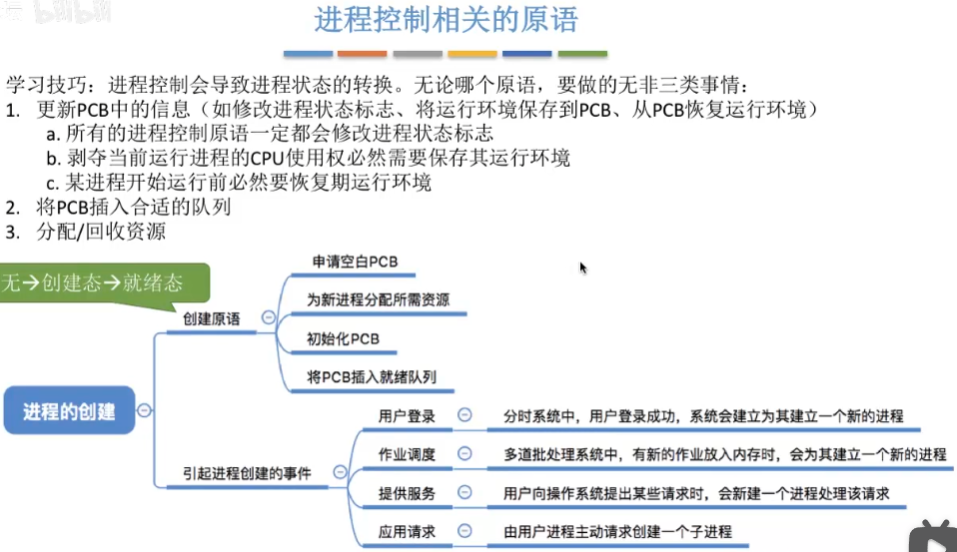 bilibili
进程控制相关的原语
学习技巧：进程控制会导致进程状态的转换。无论哪个原语，要做的无非三类事情：
1. 更新PCB中的信息（如修改进程状态标志、将运行环境保存到PCB、从PCB恢复运行环境）
a. 所有的进程控制原语一定都会修改进程状态标志
b. 剥夺当前运行进程的CPU使用权必然需要保存其运行环境
c. 某进程开始运行前必然要恢复期运行环境
2. 将PCB插入合适的队列
3. 分配/回收资源
无→创建态→就绪态
创建原语
申请空白PCB
为新进程分配所需资源
初始化PCB
将PCB插入就绪队列
进程的创建
引起进程创建的事件
用户登录
分时系统中，用户登录成功，系统会建立为其建立一个新的进程
作业调度
多道批处理系统中，有新的作业放入内存时，会为其建立一个新的进程
提供服务
用户向操作系统提出某些请求时，会新建一个进程处理该请求
应用请求
由用户进程主动请求创建一个子进程